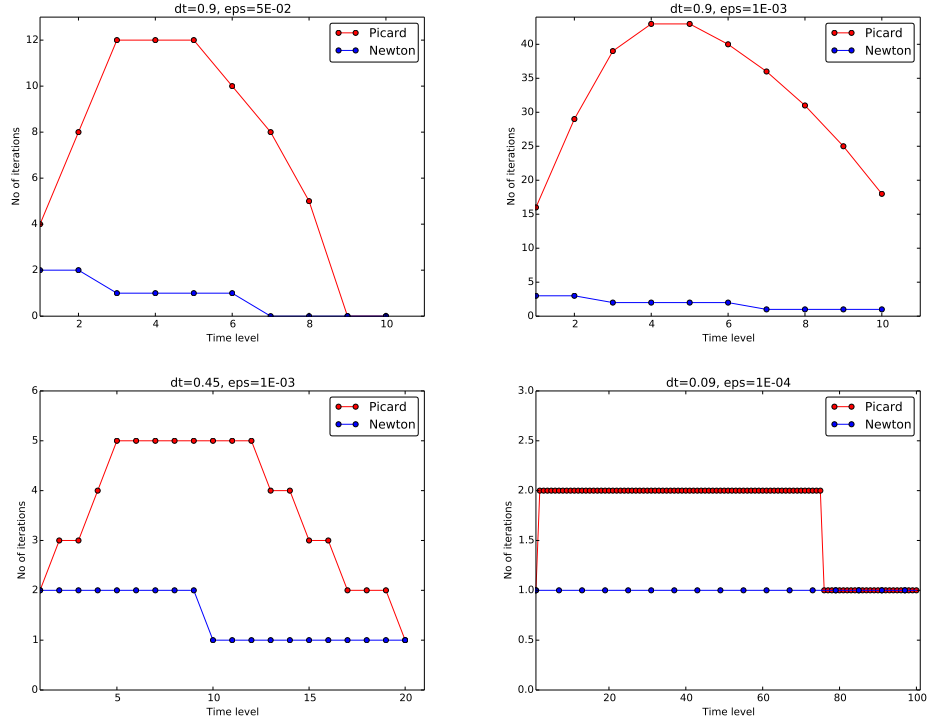 dt=0.9, eps=5E-02
12
10
8
6
4
2
0
No of iterations
Picard
Newton
2
4
6
8
10
Time level
dt=0.9, eps=1E-03
40
35
30
25
20
15
10
5
0
No of iterations
Picard
Newton
2
4
6
8
10
Time level
dt=0.45, eps=1E-03
6
5
4
3
2
1
0
No of iterations
Picard
Newton
5
10
15
20
Time level
dt=0.09, eps=1E-04
3.0
2.5
2.0
1.5
1.0
0.5
0.0
No of iterations
Picard
Newton
20
40
60
80
100
Time level